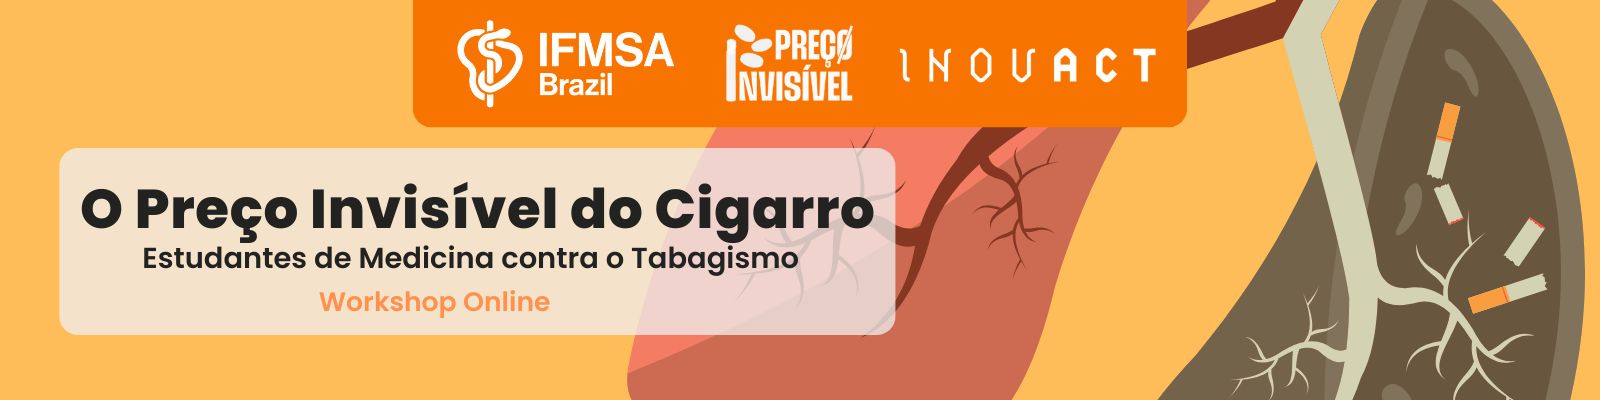 IFMSA
Brazil
PREÇO
INVISÍVEL
INOVACT
O Preço Invisível do Cigarro
Estudantes de Medicina contra o Tabagismo
Workshop Online